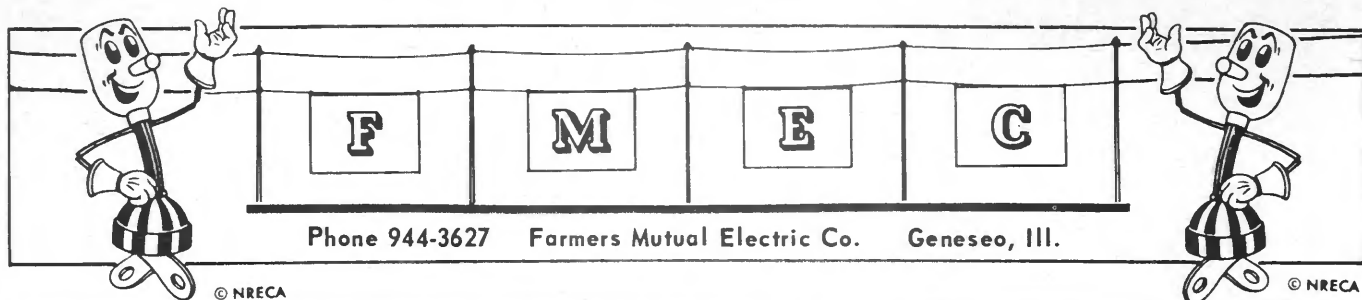 F M E C
Phone 944-3627 Farmers Mutual Electric Co. Geneseo, Ill.
© NRECA © NRECA